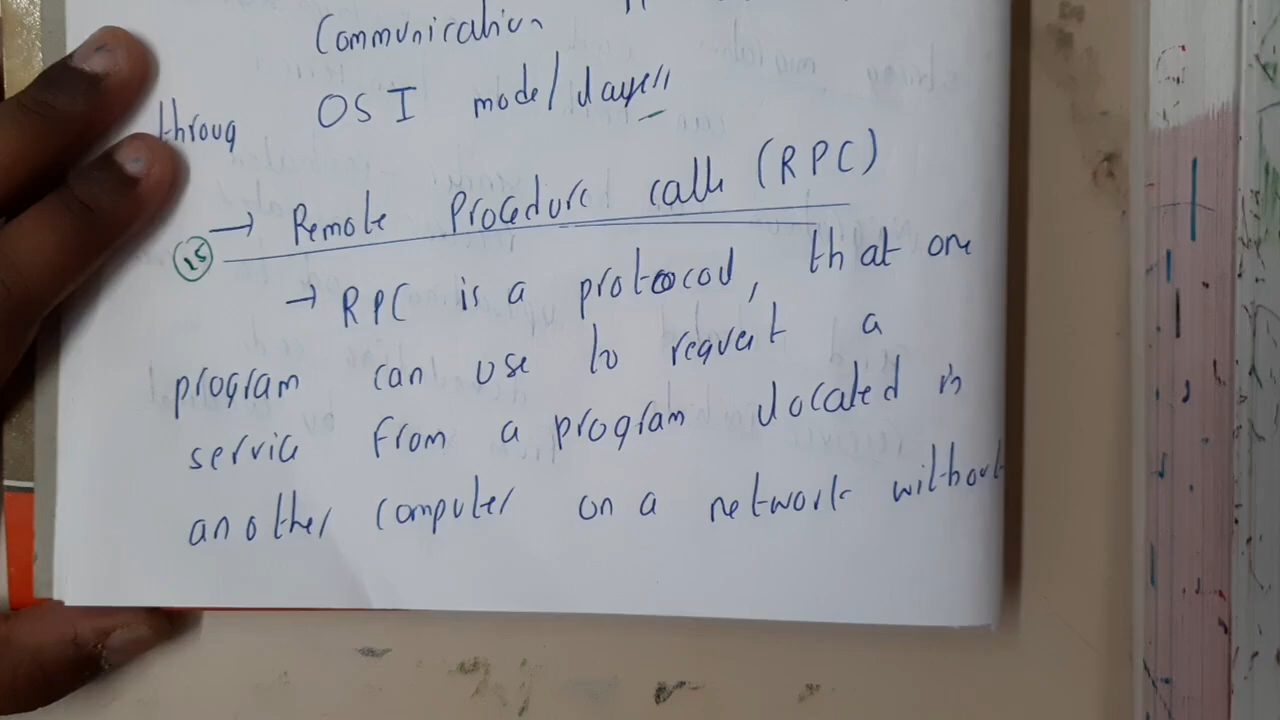 Communication
throug OSI model layers
→ Remote Procedure calls (RPC)
15
→ RPC is a protocol, that one
program can use to request a
service from a program located in
another computer on a network without